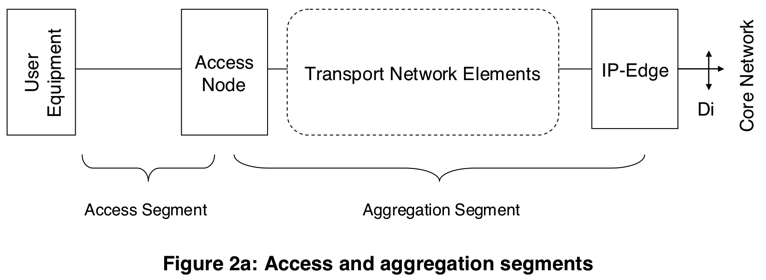 User
Equipment
Access
Node
Transport Network Elements
IP-Edge
Di
Core Network
Access Segment
Aggregation Segment
Figure 2a: Access and aggregation segments